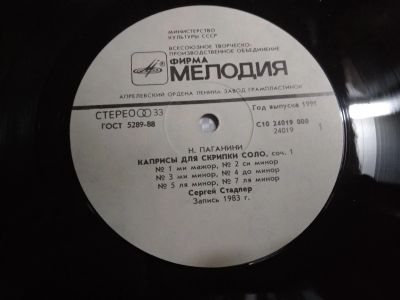 МИНИСТЕРСТВО
КУЛЬТУРЫ СССР
ВСЕСОЮЗНОЕ ТВОРЧЕСКО-
ПРОИЗВОДСТВЕННОЕ ОБЪЕДИНЕНИЕ
ФИРМА
МЕЛОДИЯ
АПРЕЛЕВСКИЙ ОРДЕНА ЛЕНИНА ЗАВОД ГРАМПЛАСТИНОК
СТЕРЕО 33
Год выпуска 1991
ГОСТ 5289-88
С10 24019 000
24019
1
Н. ПАГАНИНИ
КАПРИСЫ ДЛЯ СКРИПКИ СОЛО, соч. 1
№ 1 ми мажор, № 2 си минор
№ 3 ми минор, № 4 до минор
№ 5 ля минор, № 7 ля минор
Сергей Стадлер
Запись 1983 г.